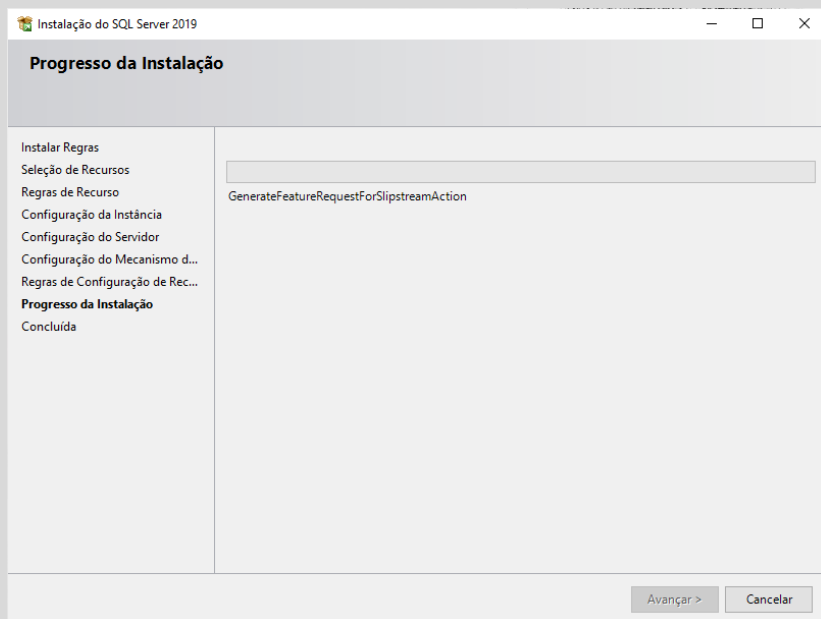 Instalação do SQL Server 2019
Progresso da Instalação
Instalar Regras
Seleção de Recursos
Regras de Recurso
Configuração da Instância
Configuração do Servidor
Configuração do Mecanismo d...
Regras de Configuração de Rec...
Progresso da Instalação
Concluída
GenerateFeatureRequestForSlipstreamAction
Avançar >
Cancelar